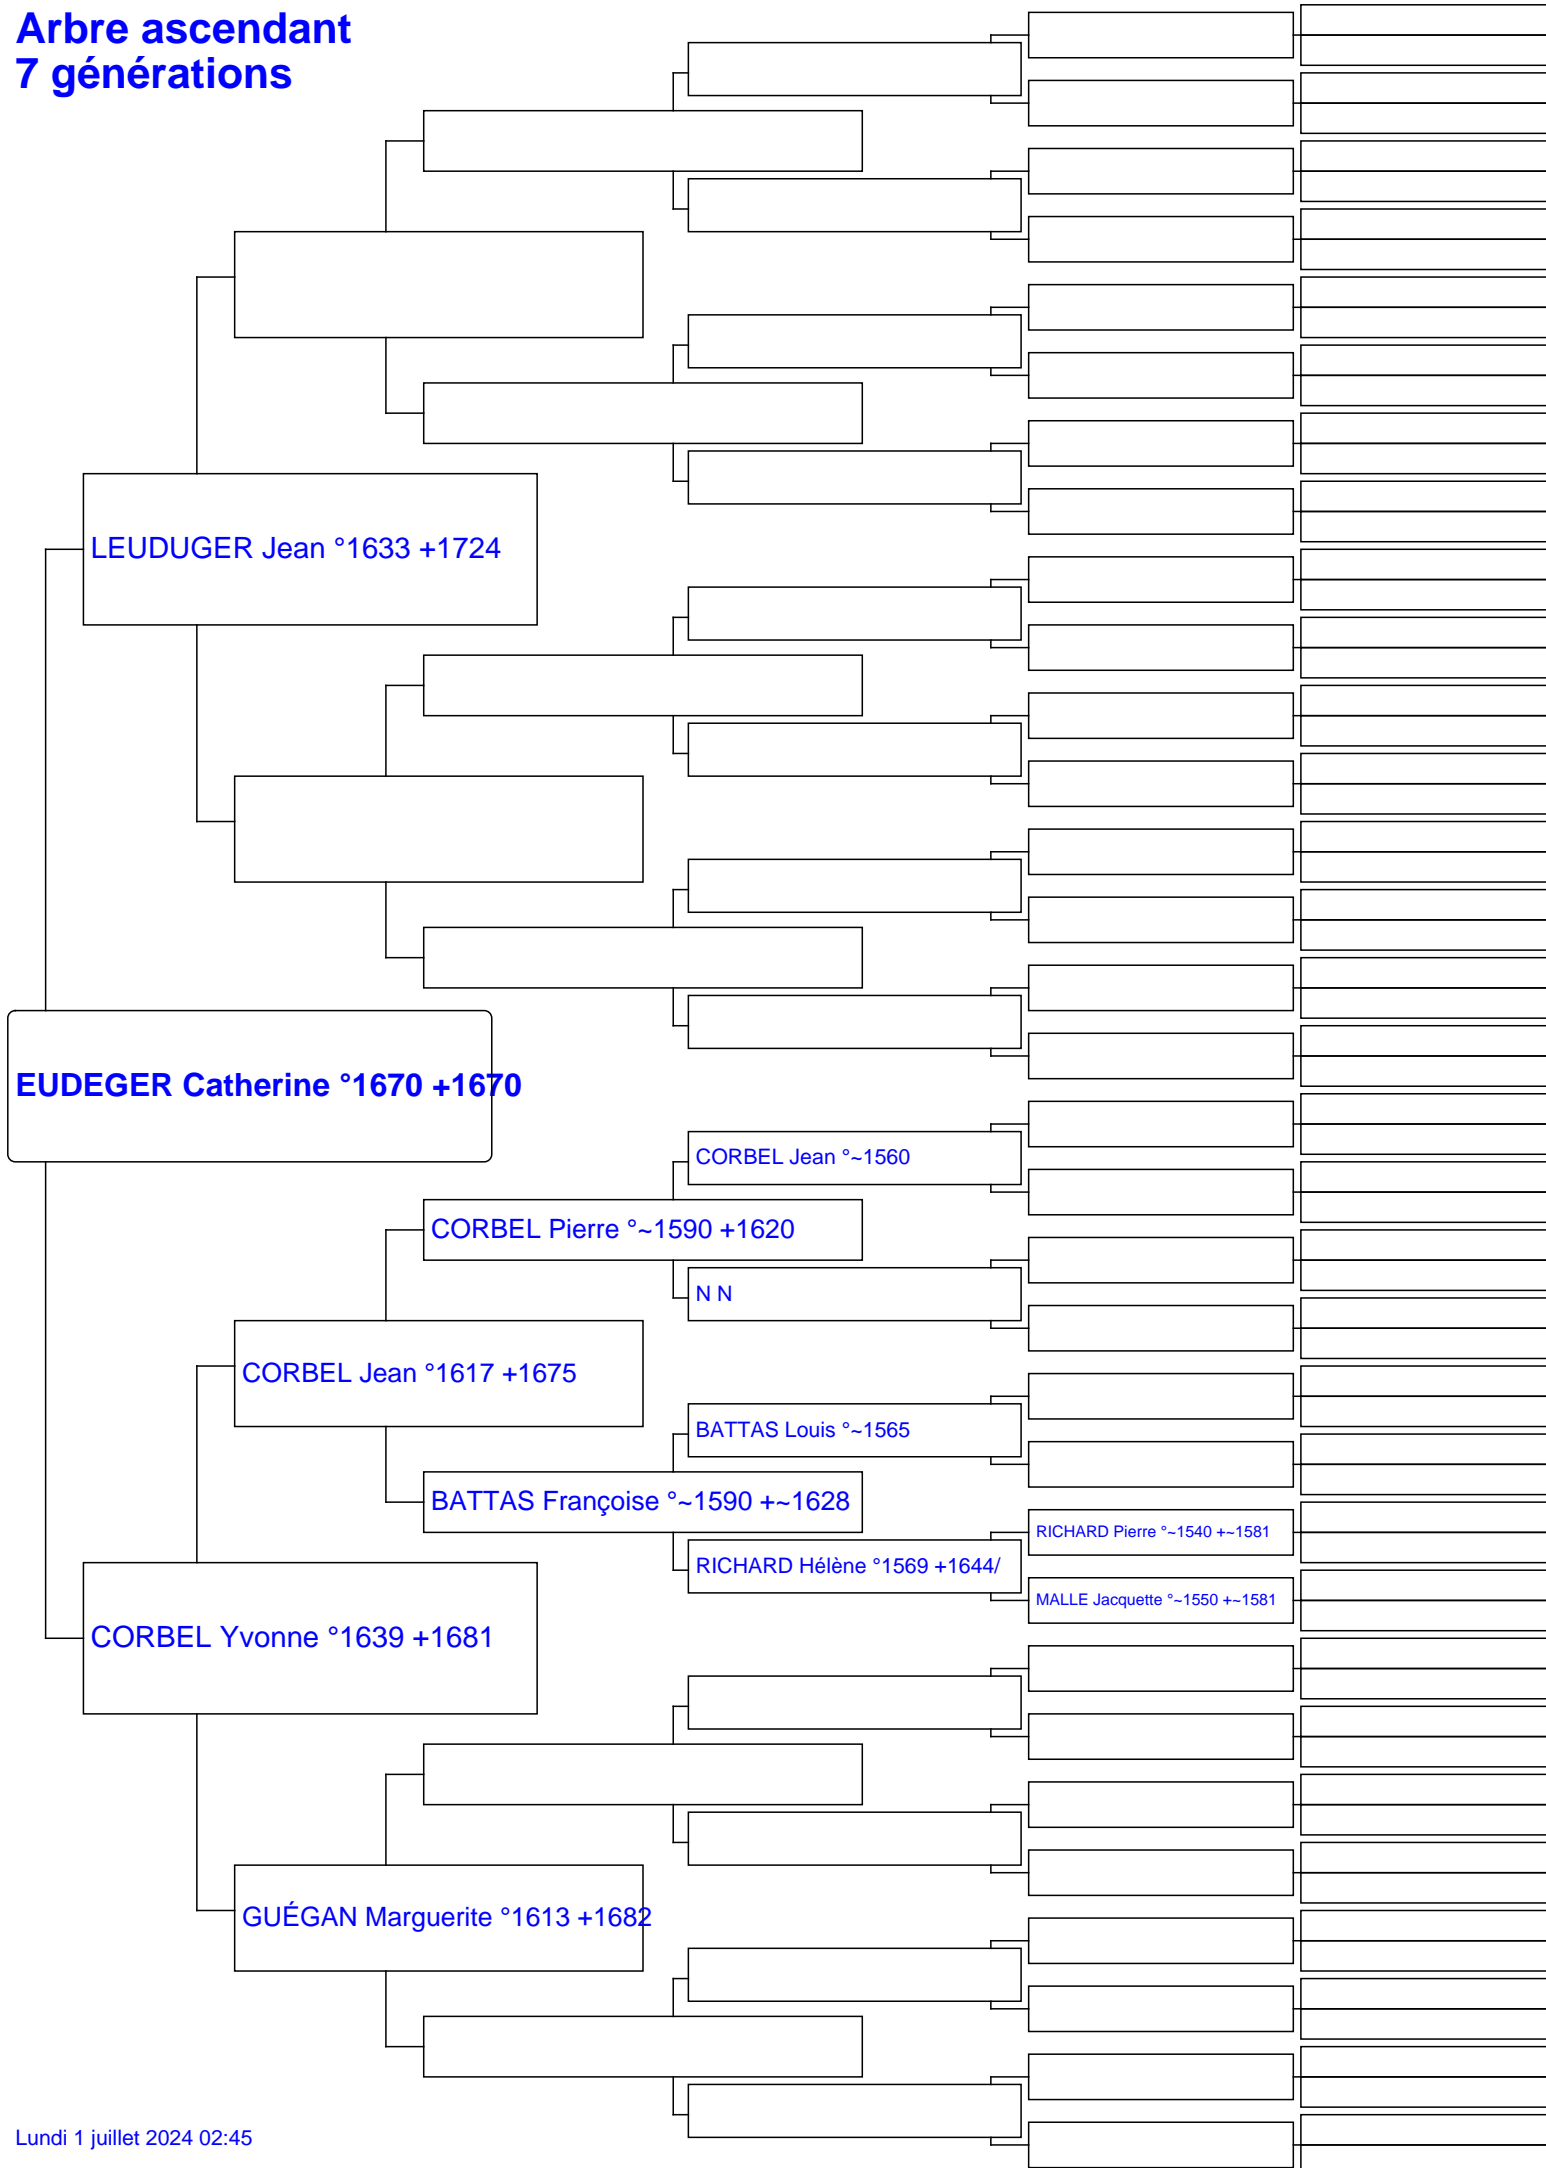 Arbre ascendant
7 générations
LEUDUGER Jean °1633 +1724
EUDEGER Catherine °1670 +1670
CORBEL Jean °~1560
CORBEL Pierre °~1590 +1620
N N
CORBEL Jean °1617 +1675
BATTAS Louis °~1565
BATTAS Françoise °~1590 +~1628
RICHARD Pierre °~1540 +~1581
RICHARD Hélène °1569 +1644/
MALLE Jacquette °~1550 +~1581
CORBEL Yvonne °1639 +1681
GUÉGAN Marguerite °1613 +1682
Lundi 1 juillet 2024 02:45